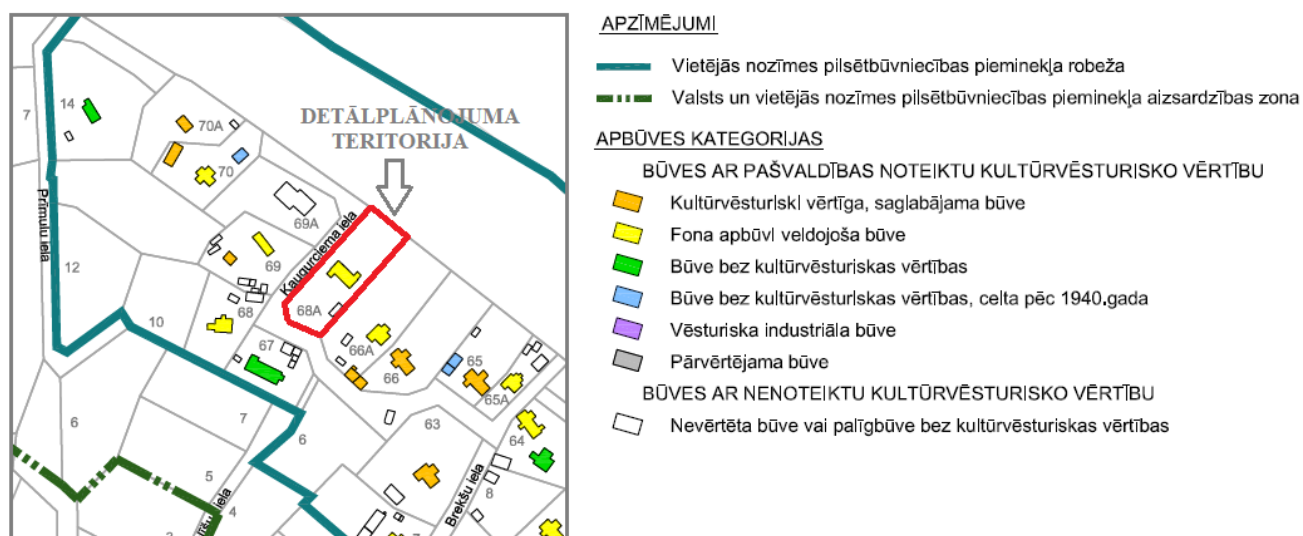 DETĀLPLĀNOJUMA
TERITORIJA
7
14
70A
70
69A
Kaugurciema iela
Prīmulu iela
12
69
68
68A
10
67
66A
66
65
65A
6
7
6
63
64
5
Brekšu iela
8
4
iela
APZĪMĒJUMI
Vietējās nozīmes pilsētbūvniecības pieminekļa robeža
Valsts un vietējās nozīmes pilsētbūvniecības pieminekļa aizsardzības zona
APBŪVES KATEGORIJAS
BŪVES AR PAŠVALDĪBAS NOTEIKTU KULTŪRVĒSTURISKO VĒRTĪBU
Kultūrvēsturiski vērtīga, saglabājama būve
Fona apbūvi veidojoša būve
Būve bez kultūrvēsturiskas vērtības
Būve bez kultūrvēsturiskas vērtības, celta pēc 1940.gada
Vēsturiska industriāla būve
Pārvērtējama būve
BŪVES AR NENOTEIKTU KULTŪRVĒSTURISKO VĒRTĪBU
Nevērtēta būve vai palīgbūve bez kultūrvēsturiskas vērtības